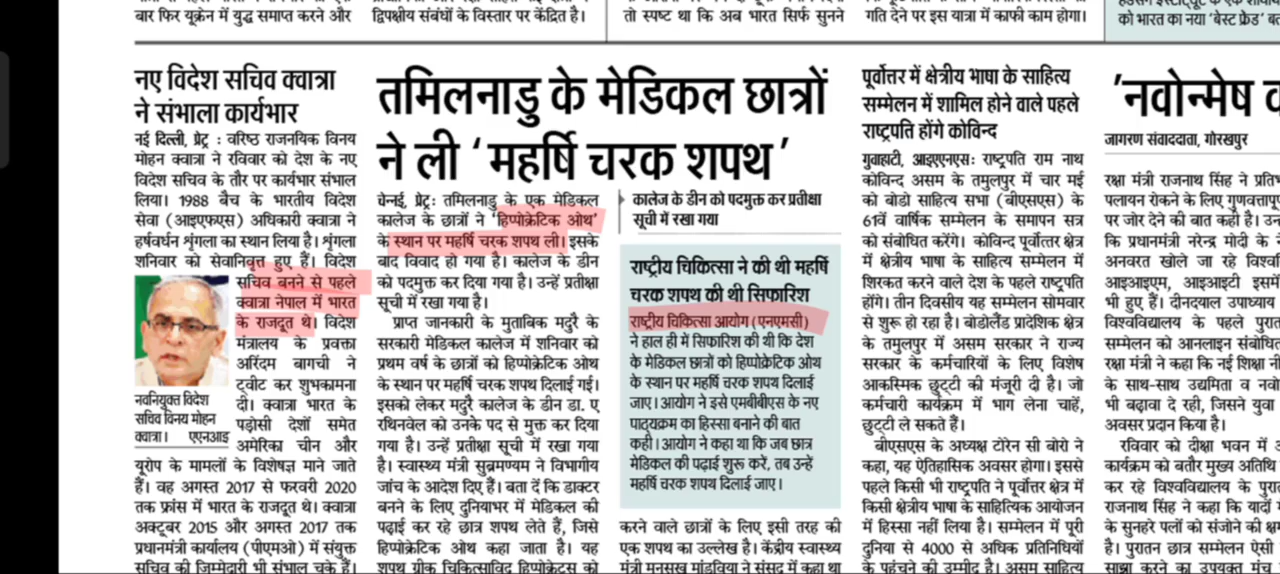 बार फिर यूक्रेन में युद्ध समाप्त करने और
द्विपक्षीय संबंधों के विस्तार पर केंद्रित है।
तो स्पष्ट था कि अब भारत सिर्फ सुनने
गति देने पर इस यात्रा में काफी काम होगा।
को भारत का नया 'बेस्ट फ्रेंड'
नए विदेश सचिव क्वात्रा
ने संभाला कार्यभार
नई दिल्ली, प्रेट्र : वरिष्ठ राजनयिक विनय
मोहन क्वात्रा ने रविवार को देश के नए
विदेश सचिव के तौर पर कार्यभार संभाल
लिया। 1988 बैच के भारतीय विदेश
सेवा (आइएफएस) अधिकारी क्वात्रा ने
हर्षवर्धन श्रृंगला का स्थान लिया है। श्रृंगला
शनिवार को सेवानिवृत्त हुए हैं। विदेश
सचिव बनने से पहले
क्वात्रा नेपाल में भारत
के राजदूत थे। विदेश
मंत्रालय के प्रवक्ता
अरिंदम बागची ने
ट्वीट कर शुभकामना
दी। क्वात्रा भारत के
पड़ोसी देशों समेत
अमेरिका चीन और
नवनियुक्त विदेश
सचिव विनय मोहन
क्वात्रा। एएनआइ
यूरोप के मामलों के विशेषज्ञ माने जाते
हैं। वह अगस्त 2017 से फरवरी 2020
तक फ्रांस में भारत के राजदूत थे। क्वात्रा
अक्टूबर 2015 और अगस्त 2017 तक
प्रधानमंत्री कार्यालय (पीएमओ) में संयुक्त
सचिव की जिम्मेदारी भी संभाल चुके हैं।
तमिलनाडु के मेडिकल छात्रों
ने ली 'महर्षि चरक शपथ'
चेन्नई, प्रेट्र: तमिलनाडु के एक मेडिकल
कालेज के छात्रों ने 'हिप्पोक्रेटिक ओथ'
के स्थान पर महर्षि चरक शपथ ली। इसके
बाद विवाद हो गया है। कालेज के डीन
को पदमुक्त कर दिया है। उन्हें प्रतीक्षा
सूची में रखा गया है।
प्राप्त जानकारी के मुताबिक मदुरै के
सरकारी मेडिकल कालेज में शनिवार को
प्रथम वर्ष के छात्रों को हिप्पोक्रेटिक ओथ
के स्थान पर महर्षि चरक शपथ दिलाई गई।
इसको लेकर मदुरै कालेज के डीन डा. ए
रथिनवेल को उनके पद से मुक्त कर दिया
गया है। उन्हें प्रतीक्षा सूची में रखा गया
है। स्वास्थ्य मंत्री सुब्रमण्यम ने विभागीय
जांच के आदेश दिए हैं। बता दें कि डाक्टर
बनने के लिए दुनियाभर में मेडिकल की
पढ़ाई कर रहे छात्र शपथ लेते हैं, जिसे
हिप्पोक्रेटिक ओथ कहा जाता है। यह
शपथ ग्रीक चिकित्साविद हिप्पोक्रेटस को
कालेज के डीन को पदमुक्त कर प्रतीक्षा
सूची में रखा गया
राष्ट्रीय चिकित्सा ने की थी महर्षि
चरक शपथ की थी सिफारिश
राष्ट्रीय चिकित्सा आयोग (एनएमसी)
ने हाल ही में सिफारिश की थी कि देश
के मेडिकल छात्रों को हिप्पोक्रेटिक ओथ
के स्थान पर महर्षि चरक शपथ दिलाई
जाए। आयोग ने इसे एमबीबीएस के नए
पाठ्यक्रम का हिस्सा बनाने की बात
कही। आयोग ने कहा था कि जब छात्र
मेडिकल की पढ़ाई शुरू करें, तब उन्हें
महर्षि चरक शपथ दिलाई जाए।
करने वाले छात्रों के लिए इसी तरह की
एक शपथ का उल्लेख है। केंद्रीय स्वास्थ्य
मंत्री मनसुख मांडविया ने संसद में कहा था
पूर्वोत्तर में क्षेत्रीय भाषा के साहित्य
सम्मेलन में शामिल होने वाले पहले
राष्ट्रपति होंगे कोविन्द
गुवाहाटी, आइएएनएस: राष्ट्रपति राम नाथ
कोविन्द असम के तमुलपुर में चार मई
को बोडो साहित्य सभा (बीएसएस) के
61वें वार्षिक सम्मेलन के समापन सत्र
को संबोधित करेंगे। कोविन्द पूर्वोत्तर क्षेत्र
में क्षेत्रीय भाषा के साहित्य सम्मेलन में
शिरकत करने वाले देश के पहले राष्ट्रपति
होंगे। तीन दिवसीय यह सम्मेलन सोमवार
से शुरू हो रहा है। बोडोलैंड प्रादेशिक क्षेत्र
के तमुलपुर में असम सरकार ने राज्य
सरकार के कर्मचारियों के लिए विशेष
आकस्मिक छुट्टी की मंजूरी दी है। जो
कर्मचारी कार्यक्रम में भाग लेना चाहें,
छुट्टी ले सकते हैं।
बीएसएस के अध्यक्ष टोरेन सी बोरो ने
कहा, यह ऐतिहासिक अवसर होगा। इससे
पहले किसी भी राष्ट्रपति ने पूर्वोत्तर क्षेत्र में
किसी क्षेत्रीय भाषा के साहित्यिक आयोजन
में हिस्सा नहीं लिया है। सम्मेलन में पूरी
दुनिया से 4000 से अधिक प्रतिनिधियों
के पहुंचने की उम्मीद है। असम साहित्य
'नवोन्मेष
जागरण संवाददाता, गोरखपुर
रक्षा मंत्री राजनाथ सिंह ने
पलायन रोकने के लिए
पर जोर देने की बात कही है।
कि प्रधानमंत्री नरेन्द्र मोदी के
अनवरत खोले जा रहे
आइआइएम, आइआइटी
भी हुए हैं। दीनदयाल उपाध्याय
विश्वविद्यालय के पहले
सम्मेलन को आनलाइन
रक्षा मंत्री ने कहा कि नई शिक्षा
के साथ-साथ उद्यमिता व
भी बढ़ावा दे रही, जिसने युवा
अवसर प्रदान किया है।
रविवार को दीक्षा भवन में
कार्यक्रम को बतौर मुख्य अतिथि
कर रहे विश्वविद्यालय के
राजनाथ सिंह ने कहा कि यादों
के सुनहरे पलों को संजोने की
है। पुरातन छात्र सम्मेलन ऐसी
साझा करने का उपयुक्त मंच